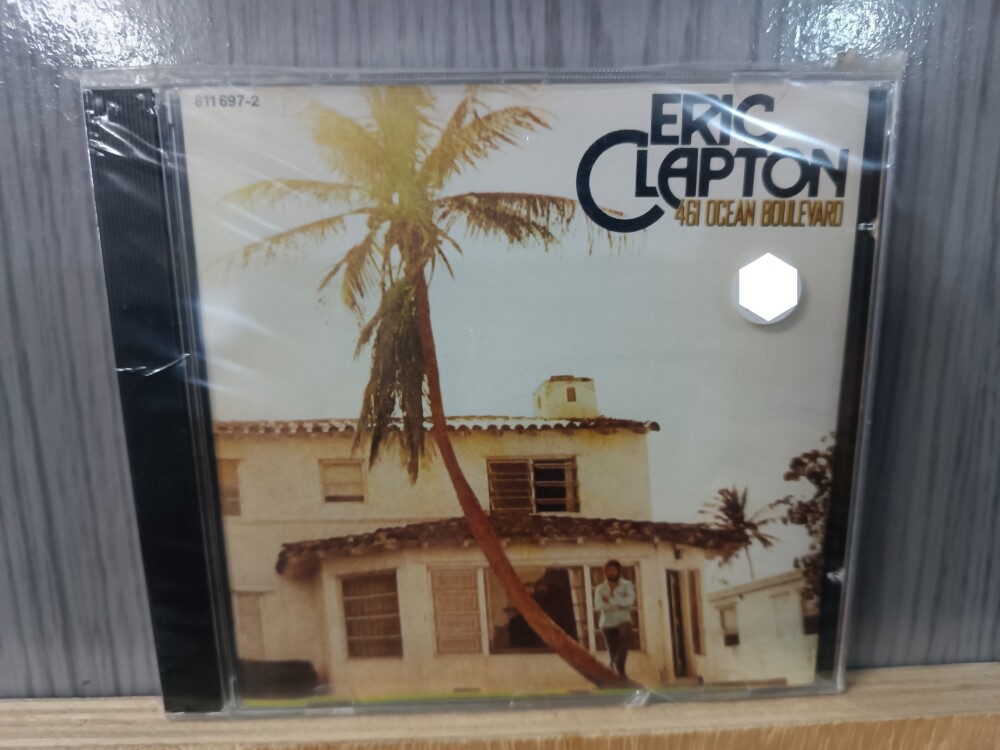 811 697-2
ERIC
CLAPTON
461 OCEAN BOULEVARD